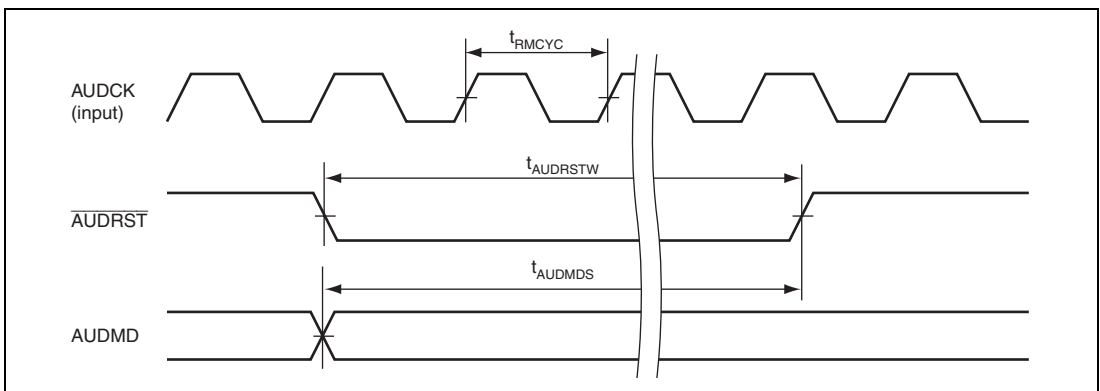 tRMCYC
AUDCK
(input)
tAUDRSTW
AUDRST
tAUDMDS
AUDMD